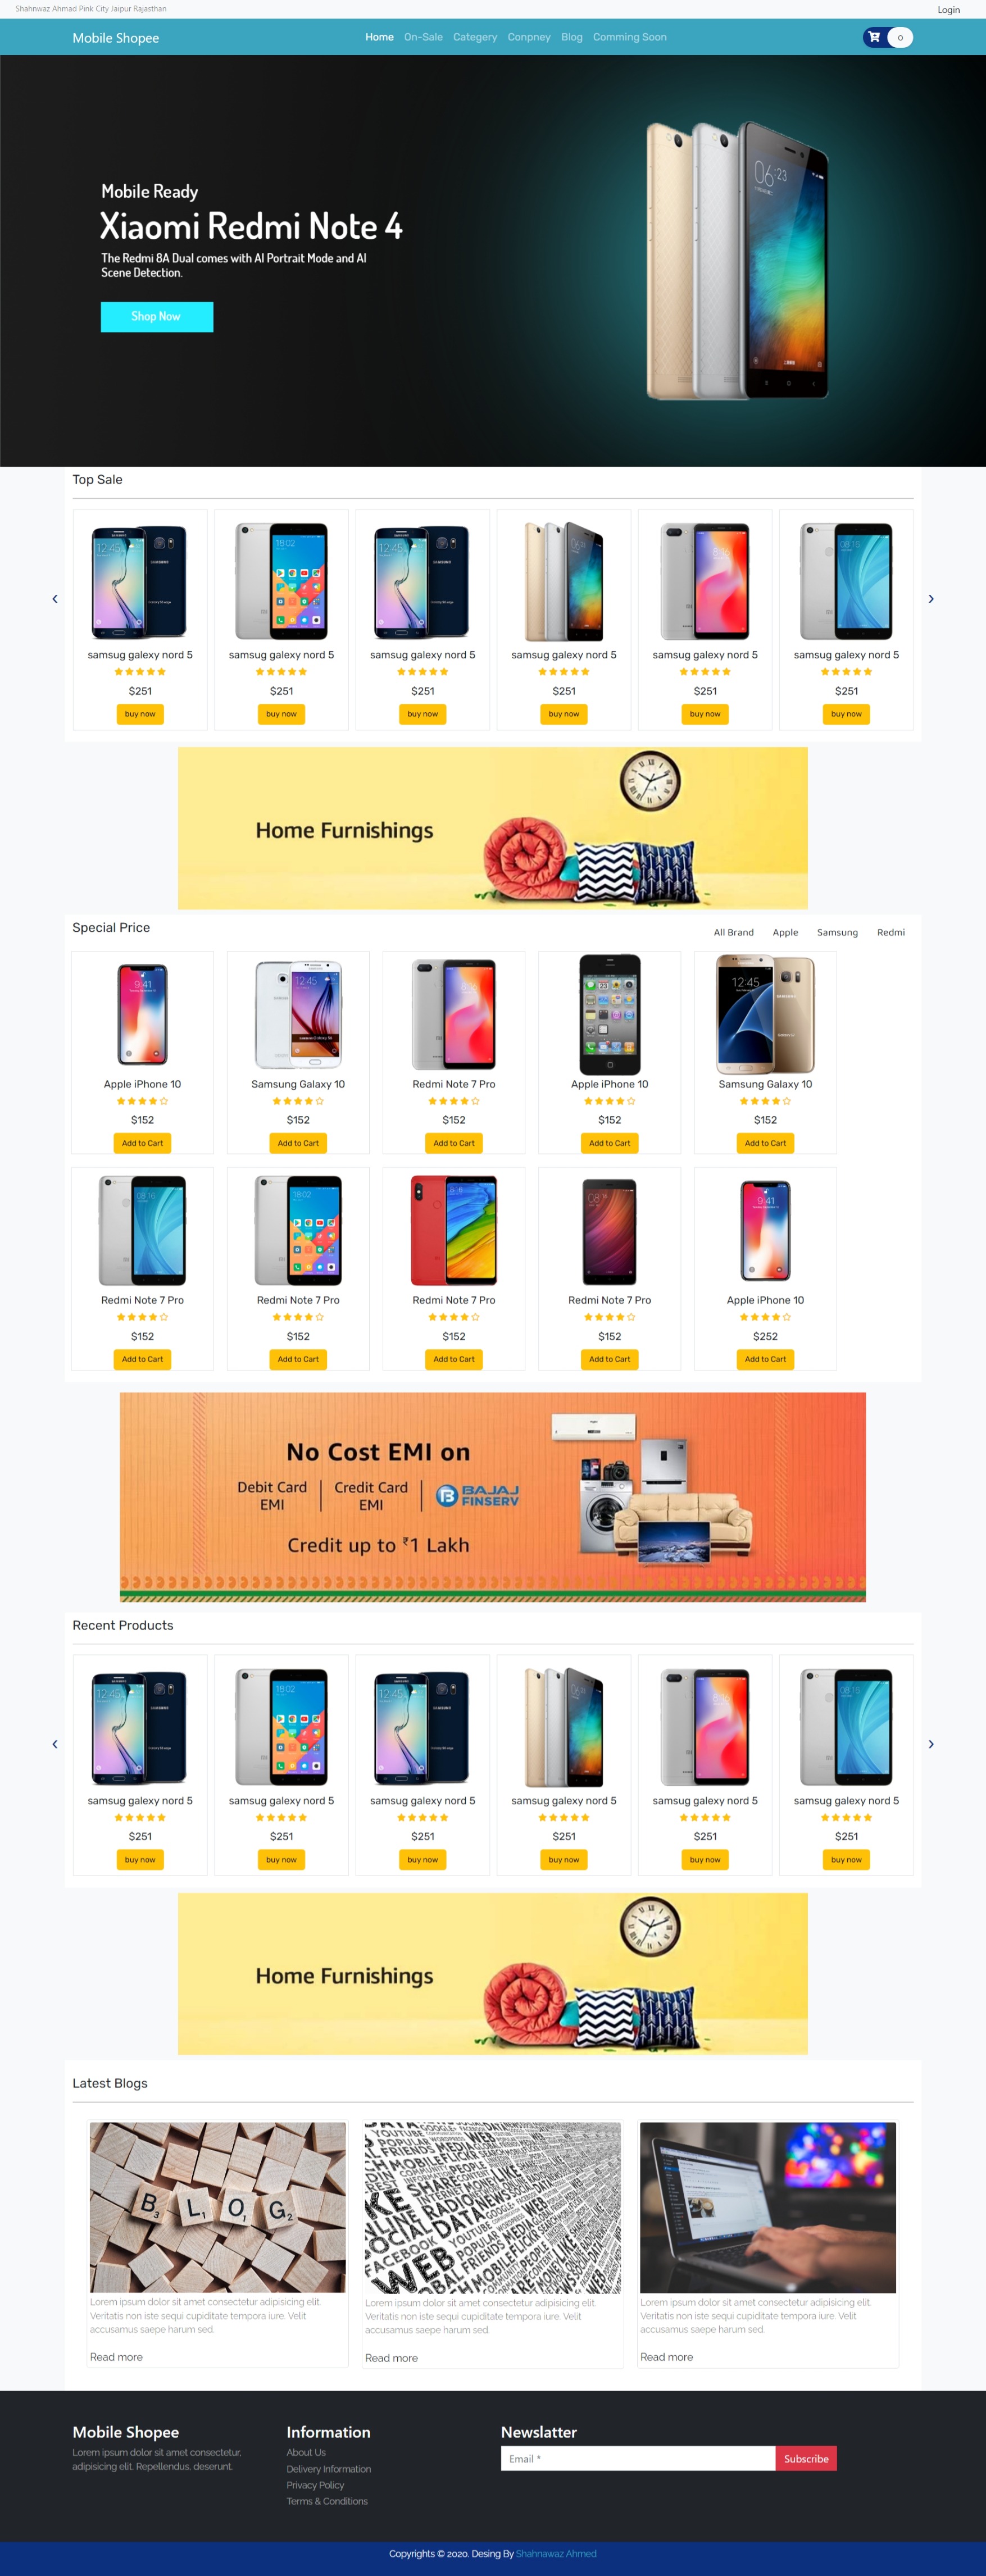 Shahnwaz Ahmad Pink City Jaipur Rajasthan
Login
Mobile Shopee
Home On-Sale Categery Conpney Blog Comming Soon
0
06:23
Mobile Ready
Xiaomi Redmi Note 4
The Redmi 8A Dual comes with AI Portrait Mode and AI
Scene Detection.
Shop Now
Top Sale
samsug galexy nord 5 samsug galexy nord 5 samsug galexy nord 5 samsug galexy nord 5 samsug galexy nord 5 samsug galexy nord 5
$251 $251 $251 $251 $251 $251
buy now buy now buy now buy now buy now buy now
Home Furnishings
Special Price
All Brand Apple Samsung Redmi
Apple iPhone 10 Samsung Galaxy 10 Redmi Note 7 Pro Apple iPhone 10 Samsung Galaxy 10
$152 $152 $152 $152 $152
Add to Cart Add to Cart Add to Cart Add to Cart Add to Cart
Redmi Note 7 Pro Redmi Note 7 Pro Redmi Note 7 Pro Redmi Note 7 Pro Apple iPhone 10
$152 $152 $152 $152 $252
Add to Cart Add to Cart Add to Cart Add to Cart Add to Cart
No Cost EMI on
Debit Card EMI
Credit Card EMI
BAJAJ FINSERV
Credit up to ₹1 Lakh
Recent Products
samsug galexy nord 5 samsug galexy nord 5 samsug galexy nord 5 samsug galexy nord 5 samsug galexy nord 5 samsug galexy nord 5
$251 $251 $251 $251 $251 $251
buy now buy now buy now buy now buy now buy now
Home Furnishings
Latest Blogs
BLOG
Lorem ipsum dolor sit amet consectetur adipisicing elit.
Veritatis non iste sequi cupiditate tempora iure. Velit
accusamus saepe harum sed.
Read more
Lorem ipsum dolor sit amet consectetur adipisicing elit.
Veritatis non iste sequi cupiditate tempora iure. Velit
accusamus saepe harum sed.
Read more
Lorem ipsum dolor sit amet consectetur adipisicing elit.
Veritatis non iste sequi cupiditate tempora iure. Velit
accusamus saepe harum sed.
Read more
Mobile Shopee
Lorem ipsum dolor sit amet consectetur,
adipisicing elit. Repellendus, deserunt.
Information
About Us
Delivery Information
Privacy Policy
Terms & Conditions
Newslatter
Email *
Subscribe
Copyrights © 2020. Desing By Shahnawaz Ahmed